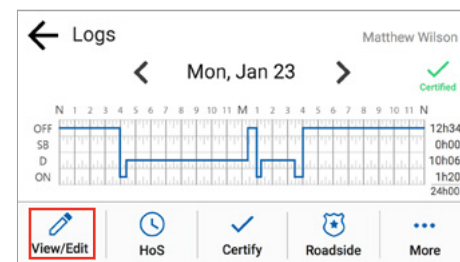 Logs
Matthew Wilson
Mon, Jan 23
Certified
N 1 2 3 4 5 6 7 8 9 10 11 M 1 2 3 4 5 6 7 8 9 10 11 N
OFF 12h34
SB 0h00
D 10h06
ON 1h20
24h00
View/Edit HoS Certify Roadside More